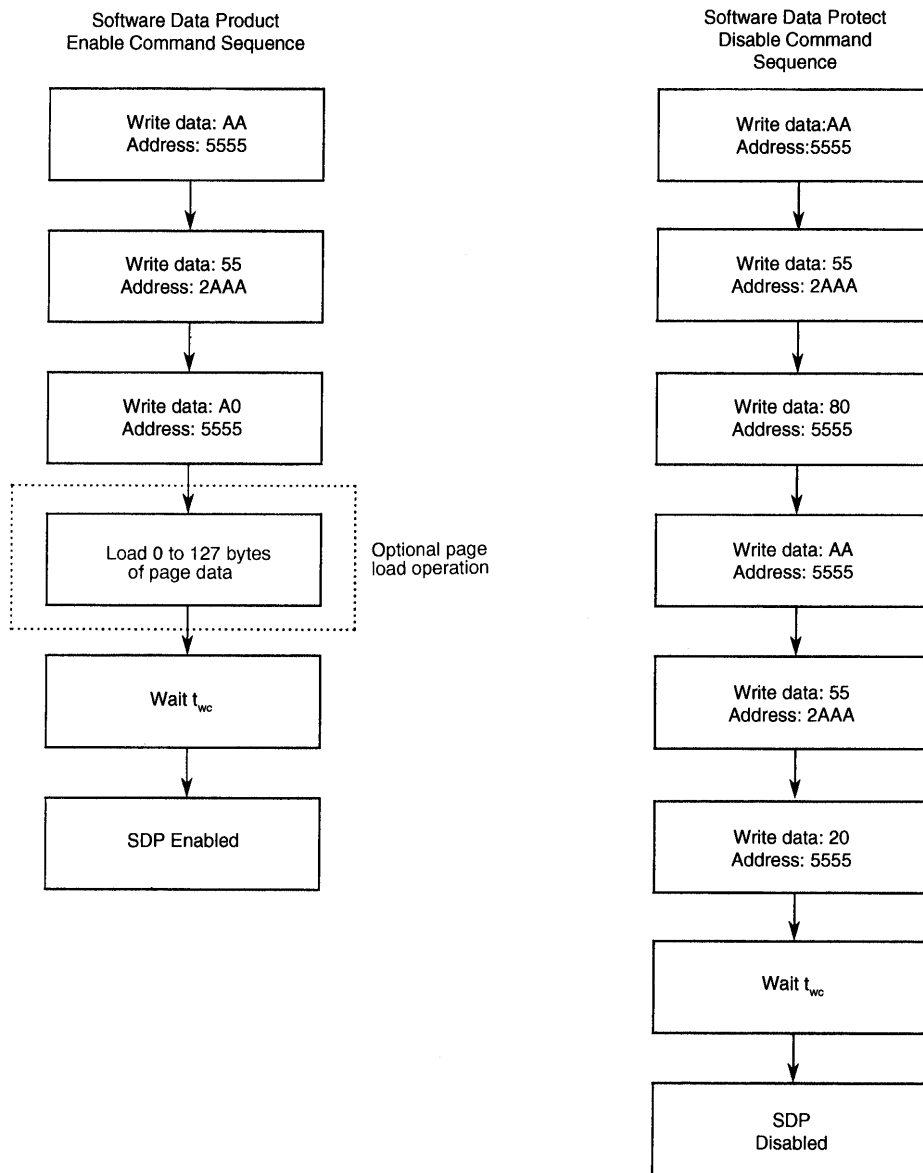 Software Data Product
Enable Command Sequence
Write data: AA
Address: 5555
Write data: 55
Address: 2AAA
Write data: A0
Address: 5555
Load 0 to 127 bytes
of page data
Optional page
load operation
Wait twc
SDP Enabled
Software Data Protect
Disable Command
Sequence
Write data:AA
Address:5555
Write data: 55
Address: 2AAA
Write data: 80
Address: 5555
Write data: AA
Address: 5555
Write data: 55
Address: 2AAA
Write data: 20
Address: 5555
Wait twc
SDP
Disabled